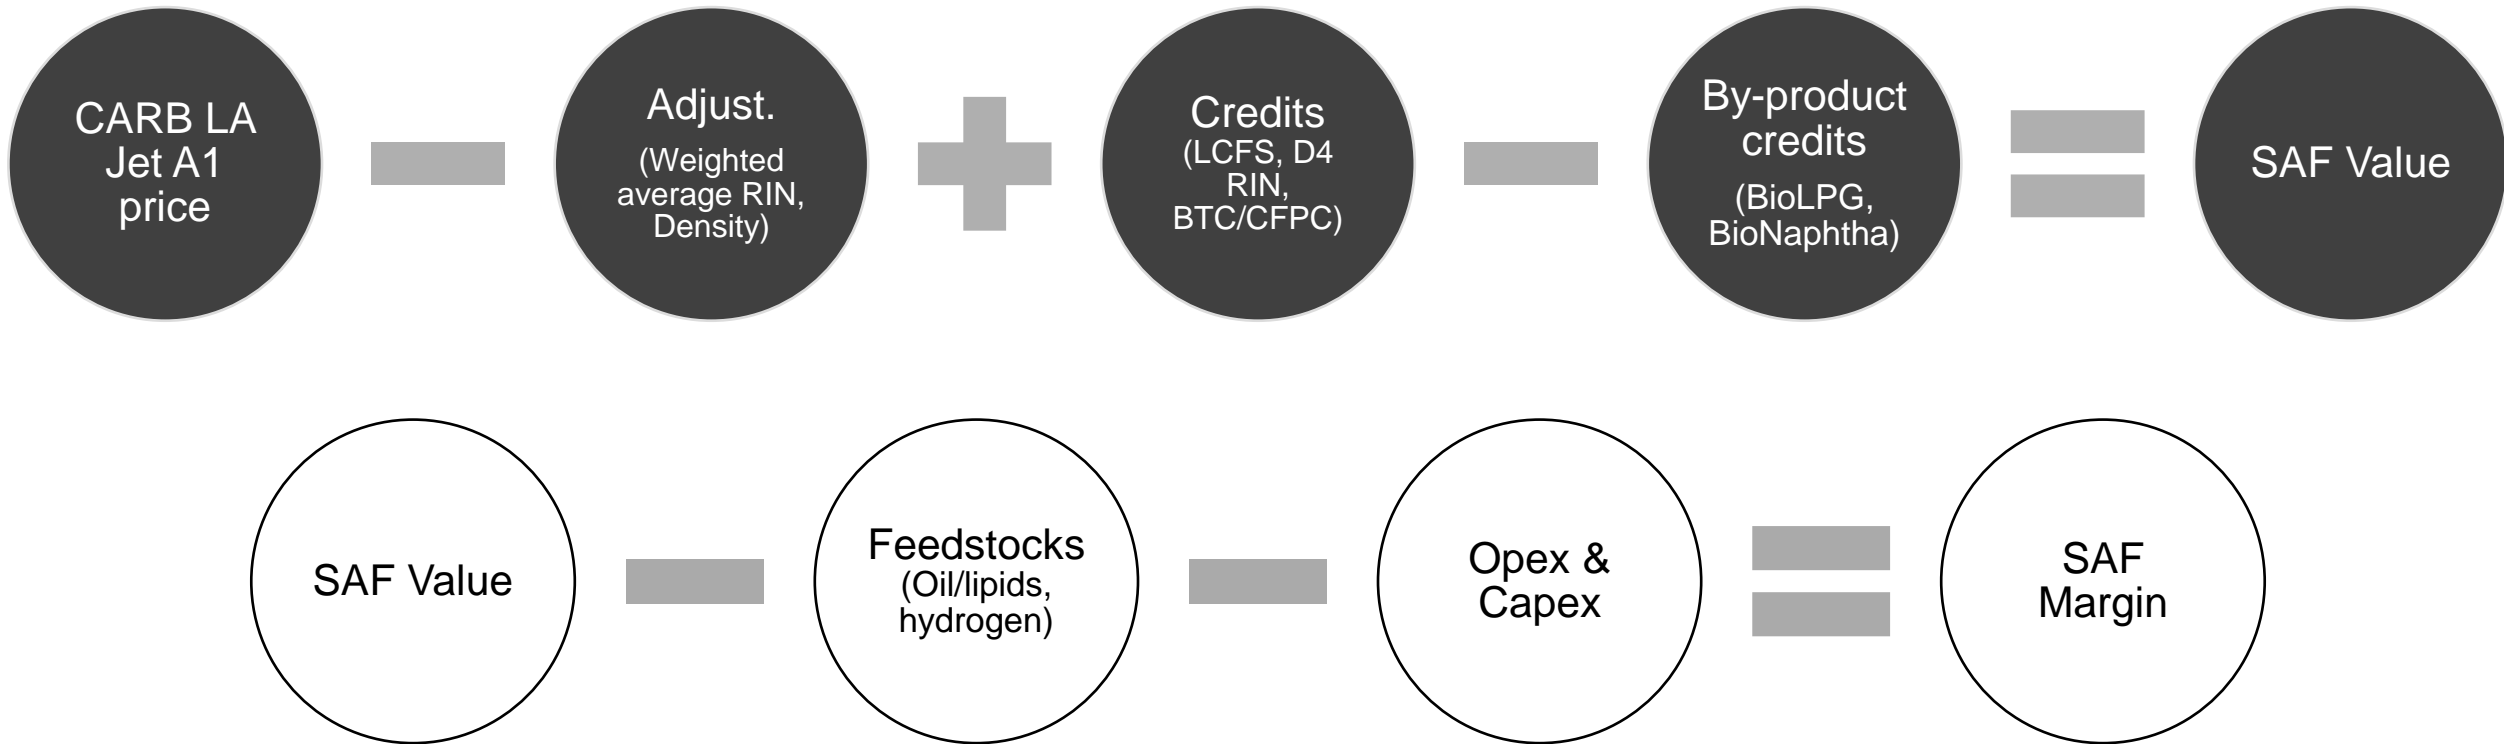 CARB LA
Jet A1
price
Adjust.
(Weighted
average RIN,
Density)
Credits
(LCFS, D4
RIN,
BTC/CFPC)
By-product
credits
(BioLPG,
BioNaphtha)
SAF Value
SAF Value
Feedstocks
(Oil/lipids,
hydrogen)
Opex &
Capex
SAF
Margin